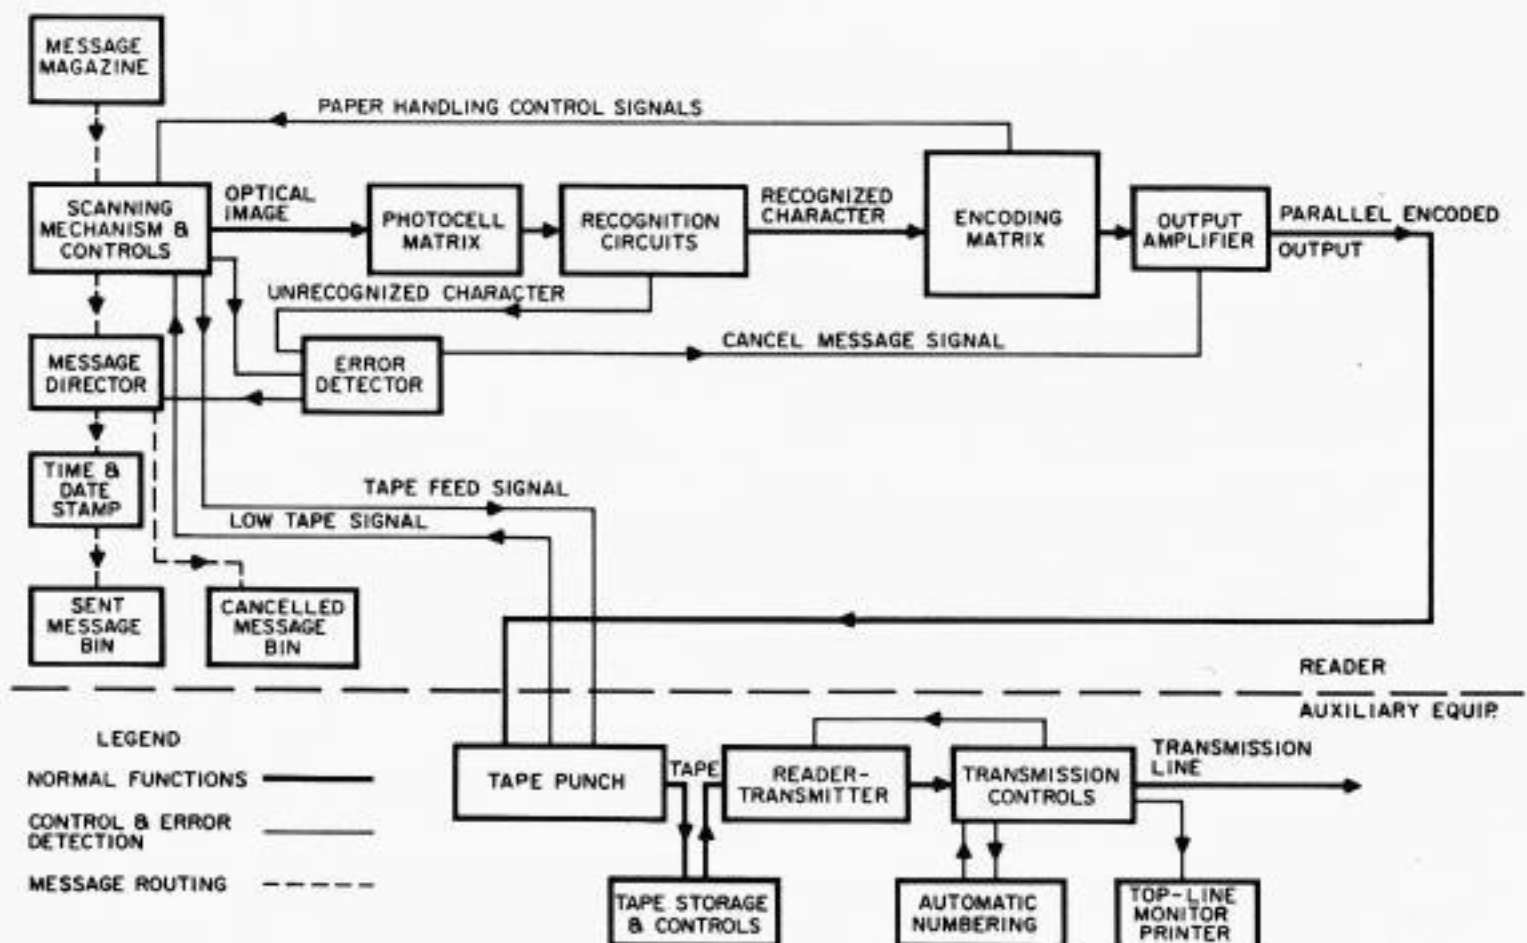 MESSAGE
MAGAZINE
PAPER HANDLING CONTROL SIGNALS
SCANNING
MECHANISM &
CONTROLS
OPTICAL
IMAGE
PHOTOCELL
MATRIX
RECOGNITION
CIRCUITS
RECOGNIZED
CHARACTER
ENCODING
MATRIX
OUTPUT
AMPLIFIER
PARALLEL ENCODED
OUTPUT
UNRECOGNIZED CHARACTER
CANCEL MESSAGE SIGNAL
MESSAGE
DIRECTOR
ERROR
DETECTOR
TIME &
DATE
STAMP
TAPE FEED SIGNAL
LOW TAPE SIGNAL
SENT
MESSAGE
BIN
CANCELLED
MESSAGE
BIN
READER
AUXILIARY EQUIP.
LEGEND
NORMAL FUNCTIONS
CONTROL & ERROR
DETECTION
MESSAGE ROUTING
TAPE PUNCH
TAPE
READER-
TRANSMITTER
TRANSMISSION
CONTROLS
TRANSMISSION
LINE
TAPE STORAGE
& CONTROLS
AUTOMATIC
NUMBERING
TOP-LINE
MONITOR
PRINTER